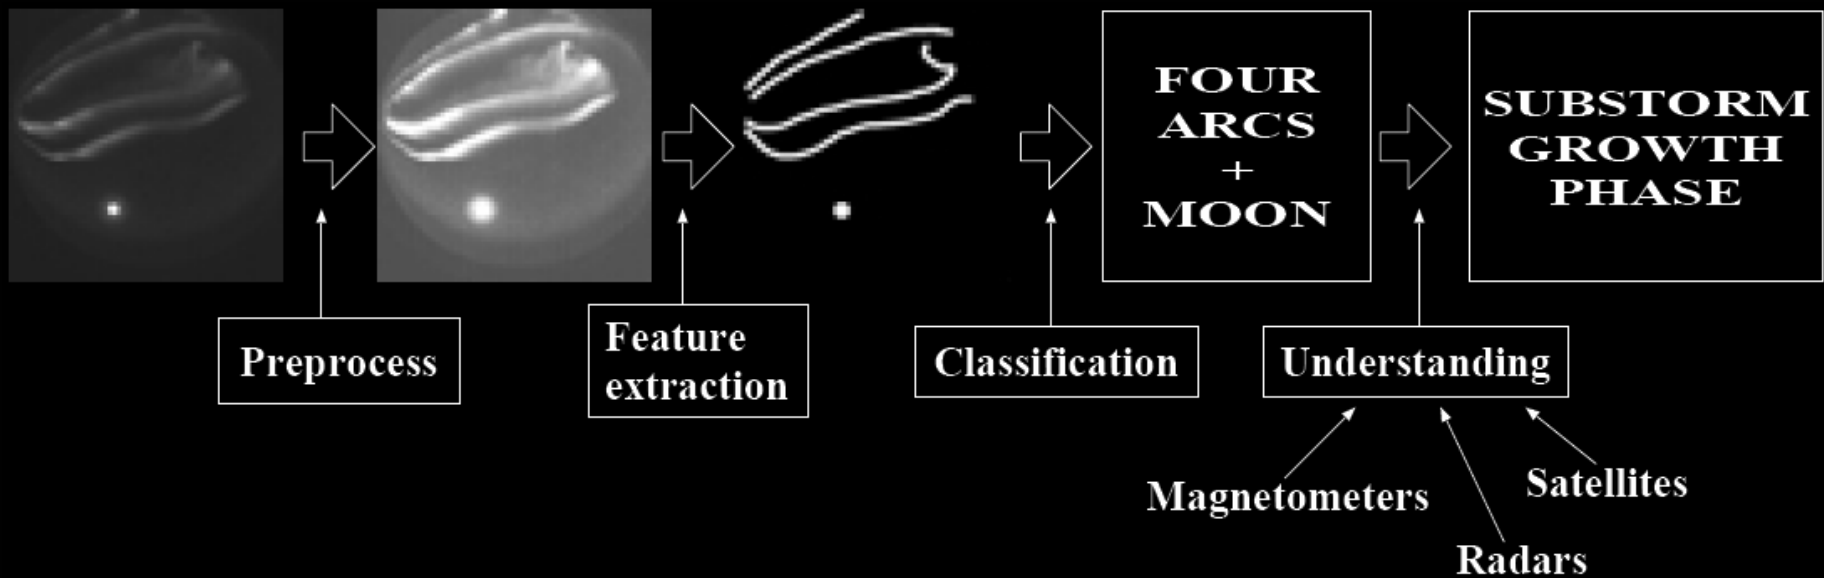 FOUR
ARCS
+
MOON
SUBSTORM
GROWTH
PHASE
Preprocess
Feature
extraction
Classification
Understanding
Magnetometers
Satellites
Radars